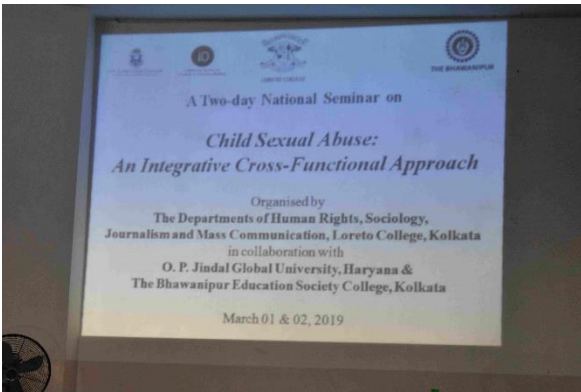 LORETO COLLEGE
THE BHAWANIPUR
A Two-day National Seminar on
Child Sexual Abuse:
An Integrative Cross-Functional Approach
Organised by
The Departments of Human Rights, Sociology,
Journalism and Mass Communication, Loreto College, Kolkata
in collaboration with
O. P. Jindal Global University, Haryana &
The Bhawanipur Education Society College, Kolkata
March 01 & 02, 2019